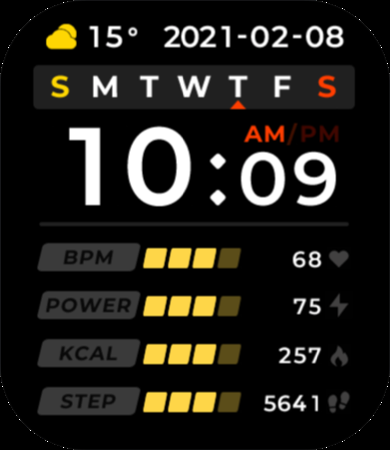 15° 2021-02-08
S M T W T F S
AM/PM
10:09
BPM 68
POWER 75
KCAL 257
STEP 5641